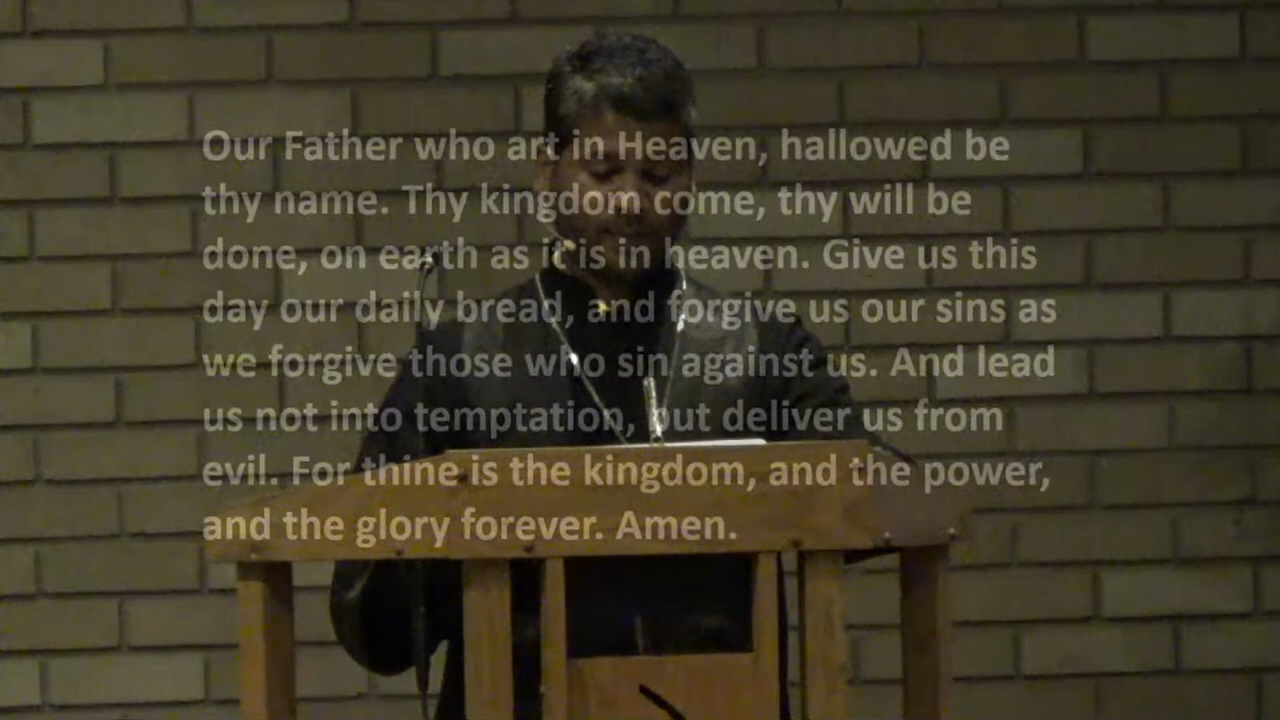 Our Father who art in Heaven, hallowed be
thy name. Thy kingdom come, thy will be
done, on earth as it is in heaven. Give us this
day our daily bread, and forgive us our sins as
we forgive those who sin against us. And lead
us not into temptation, but deliver us from
evil. For thine is the kingdom, and the power,
and the glory forever. Amen.